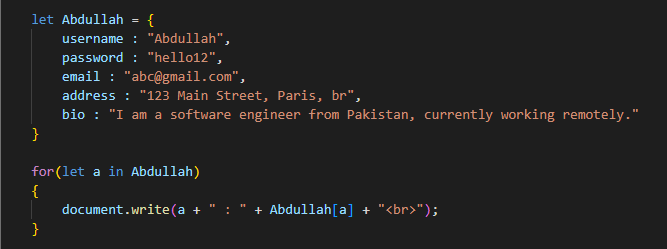 let Abdullah = {
    username : "Abdullah",
    password : "hello12",
    email : "abc@gmail.com",
    address : "123 Main Street, Paris, br",
    bio : "I am a software engineer from Pakistan, currently working remotely."
}
for(let a in Abdullah)
{
    document.write(a + " : " + Abdullah[a] + "<br>");
}